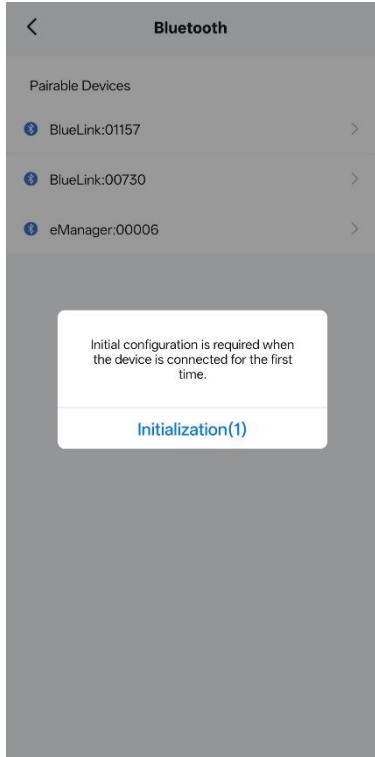 Bluetooth
Pairable Devices
BlueLink:01157
BlueLink:00730
eManager:00006
Initial configuration is required when
the device is connected for the first
time.
Initialization(1)